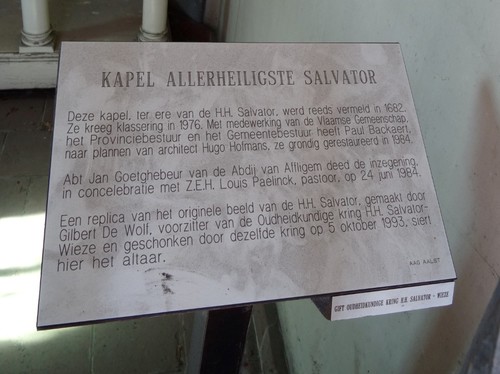 KAPEL ALLERHEILIGSTE SALVATOR
Deze kapel, ter ere van de H.H. Salvator, werd reeds vermeld in 1682.
Ze kreeg klassering in 1976. Met medewerking van de Vlaamse Gemeenschap,
het Provinciebestuur en het Gemeentebestuur heeft Paul Backaert,
naar plannen van architect Hugo Hofmans, ze grondig gerestaureerd in 1984.
Abt Jan Goetghebeur van de Abdij van Affligem deed de inzegening,
in concelebratie met Z.E.H. Louis Paelinck, pastoor, op 24 juni 1984.
Een replica van het originele beeld van de H.H. Salvator, gemaakt door
Gilbert De Wolf, voorzitter van de Oudheidkundige kring H.H. Salvator-
Wieze en geschonken door dezelfde kring op 5 oktober 1993, siert
hier het altaar.
AAG AALST
GIFT OUDHEIDKUNDIGE KRING H.H. SALVATOR - WIEZE